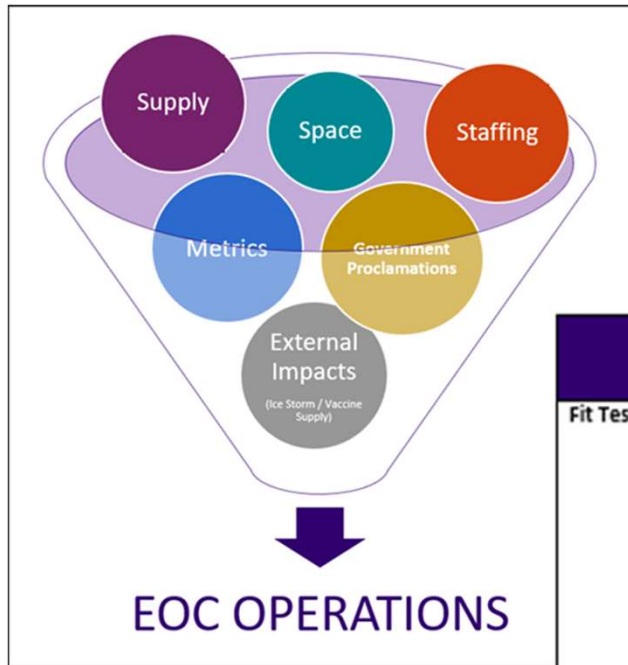 Supply
Space
Staffing
Metrics
Government
Proclamations
External
Impacts
(Ice Storm / Vaccine
Supply)
EOC OPERATIONS
Fit Tes